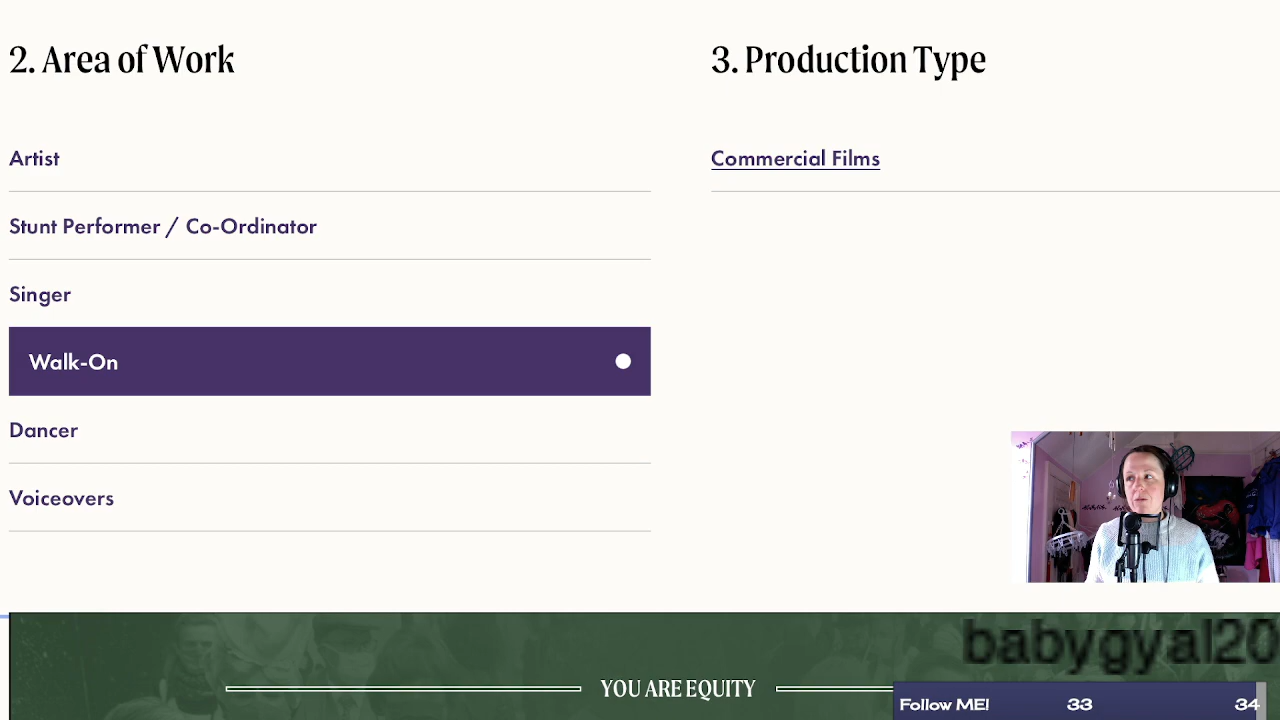 2. Area of Work
Artist
Stunt Performer / Co-Ordinator
Singer
Walk-On
Dancer
Voiceovers
3. Production Type
Commercial Films
YOU ARE EQUITY
babygyal20
Follow ME! 33 34